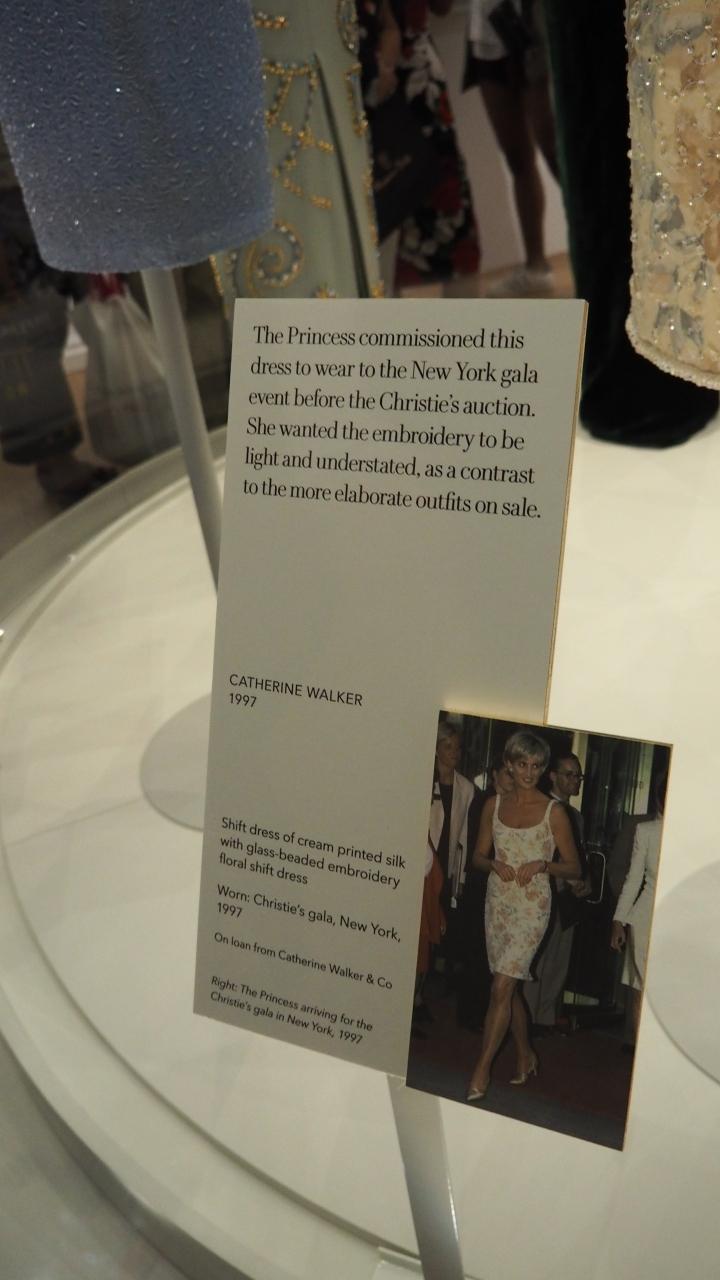 The Princess commissioned this
dress to wear to the New York gala
event before the Christie's auction.
She wanted the embroidery to be
light and understated, as a contrast
to the more elaborate outfits on sale.
CATHERINE WALKER
1997
Shift dress of cream printed silk
with glass-beaded embroidery
floral shift dress
Worn: Christie's gala, New York,
1997
On loan from Catherine Walker & Co
Right: The Princess arriving for the
Christie's gala in New York, 1997